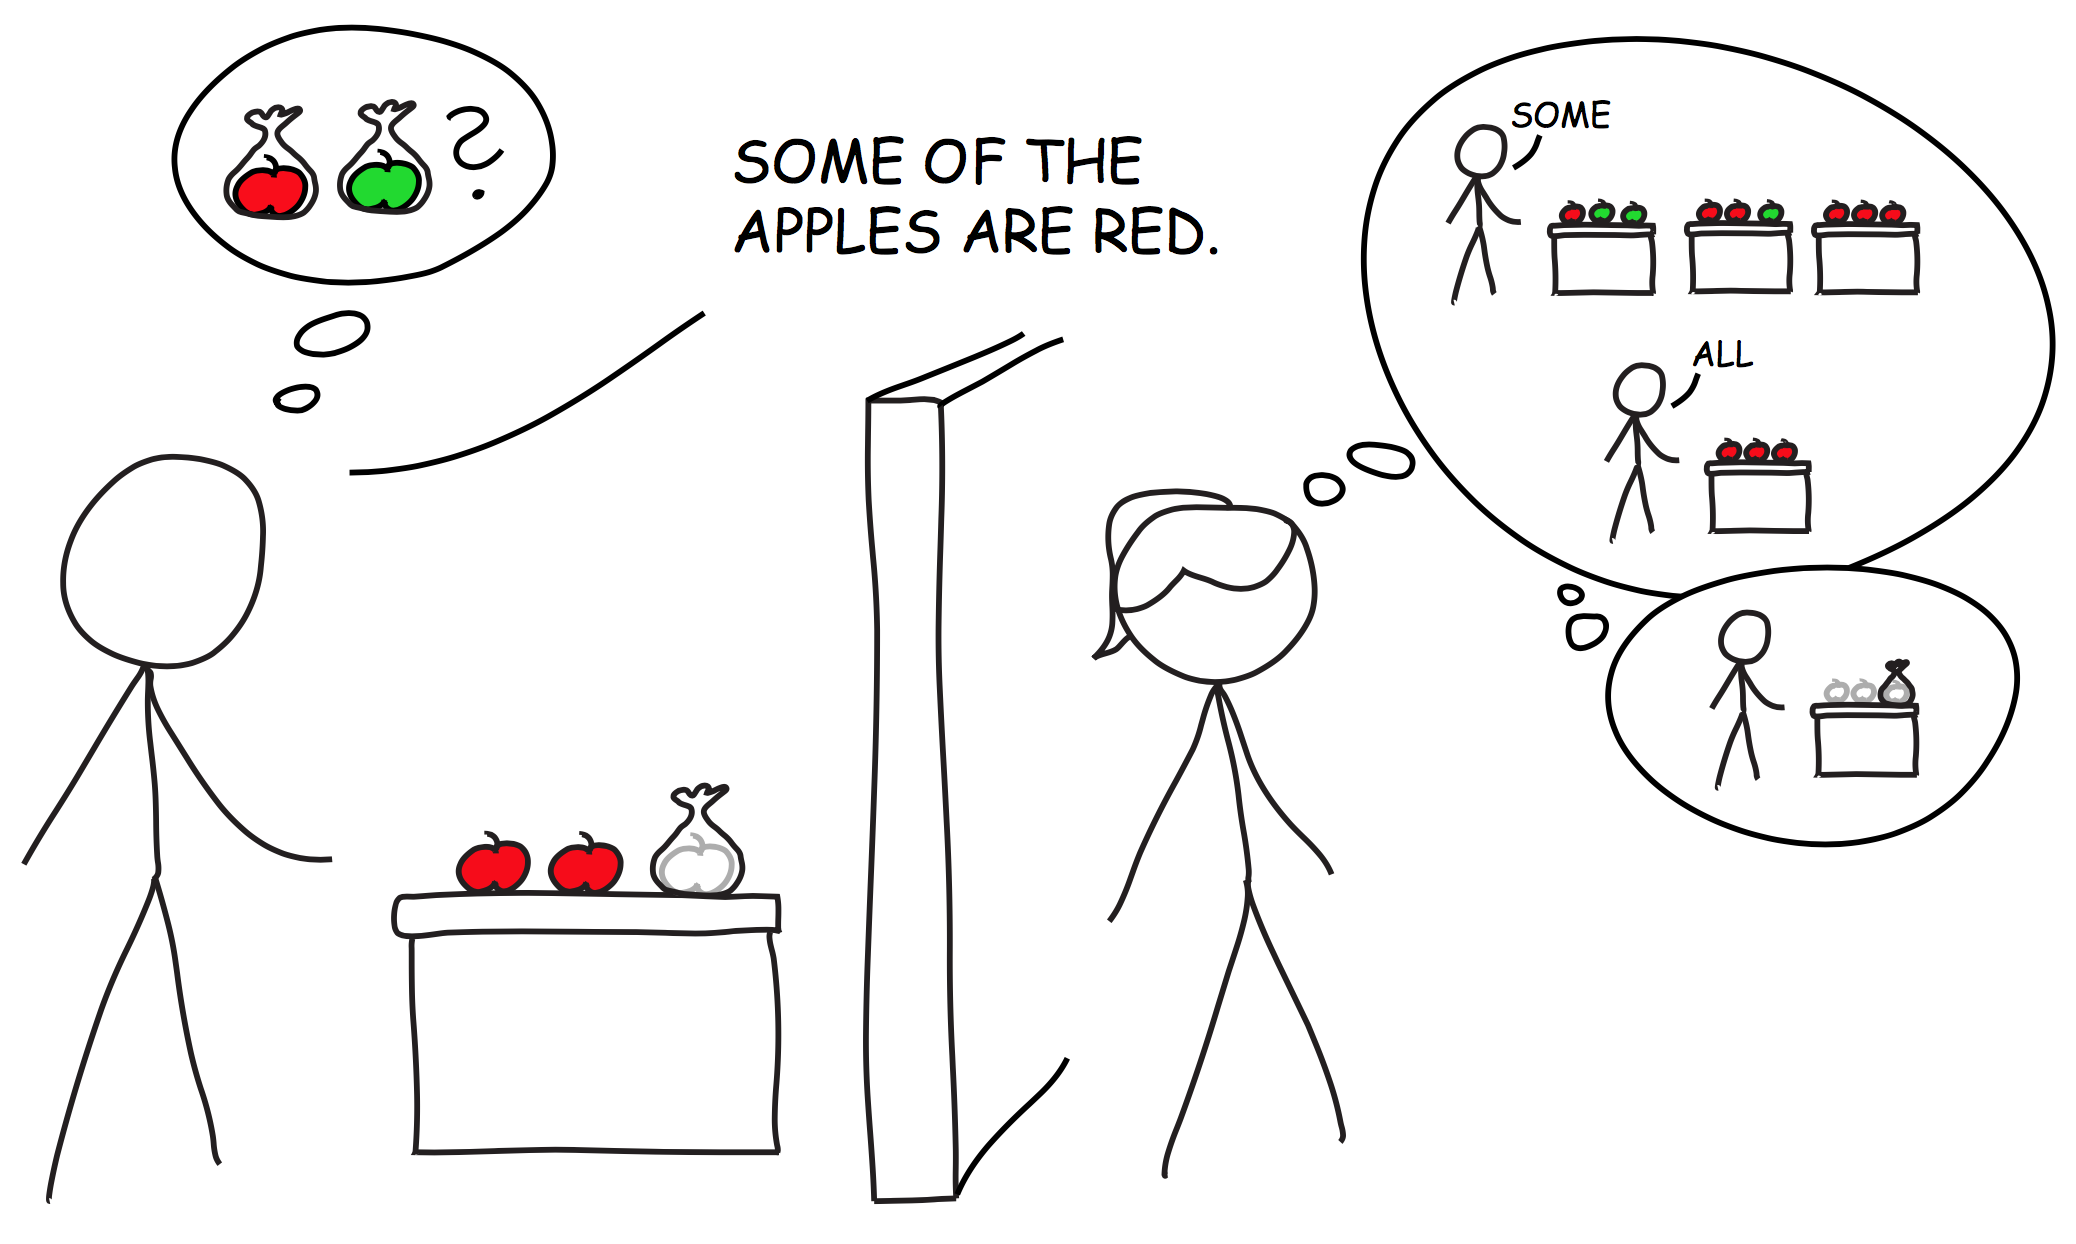 SOME OF THE
APPLES ARE RED.
?
SOME
ALL